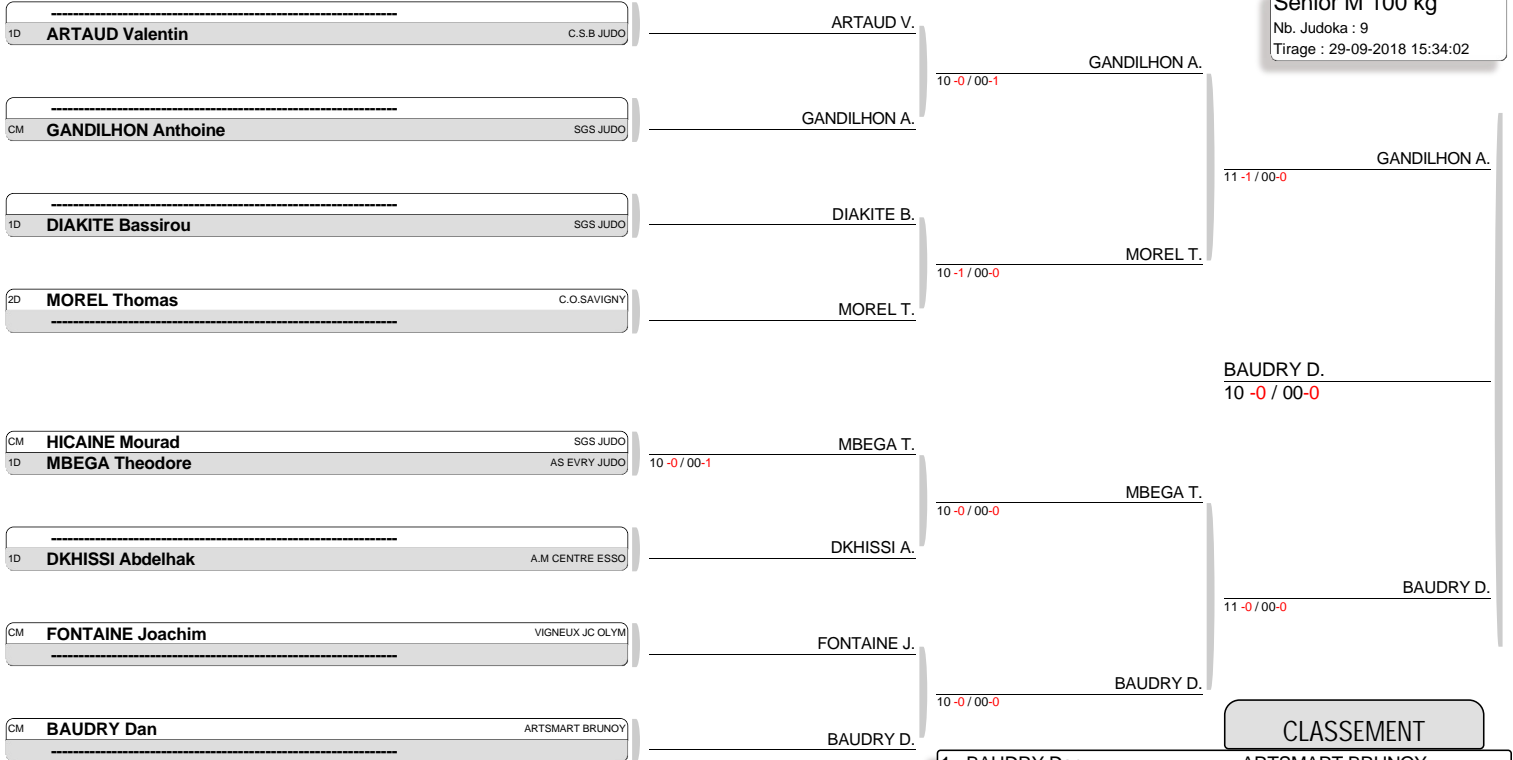 Senior M 100 kg
Nb. Judoka : 9
Tirage : 29-09-2018 15:34:02
----------------------------------------------------------------
1D ARTAUD Valentin C.S.B JUDO
----------------------------------------------------------------
CM GANDILHON Anthoine SGS JUDO
----------------------------------------------------------------
1D DIAKITE Bassirou SGS JUDO
2D MOREL Thomas C.O.SAVIGNY
----------------------------------------------------------------
CM HICAINE Mourad SGS JUDO
1D MBEGA Theodore AS EVRY JUDO
----------------------------------------------------------------
1D DKHISSI Abdelhak A.M CENTRE ESSO
CM FONTAINE Joachim VIGNEUX JC OLYM
----------------------------------------------------------------
CM BAUDRY Dan ARTSMART BRUNOY
----------------------------------------------------------------
ARTAUD V.
GANDILHON A.
DIAKITE B.
MOREL T.
MBEGA T.
10 -0 / 00-1
DKHISSI A.
FONTAINE J.
BAUDRY D.
GANDILHON A.
10 -0 / 00-1
MOREL T.
10 -1 / 00-0
MBEGA T.
10 -0 / 00-0
BAUDRY D.
10 -0 / 00-0
GANDILHON A.
11 -1 / 00-0
BAUDRY D.
10 -0 / 00-0
BAUDRY D.
11 -0 / 00-0
CLASSEMENT
1 BAUDRY Dan ARTSMART BRUNOY